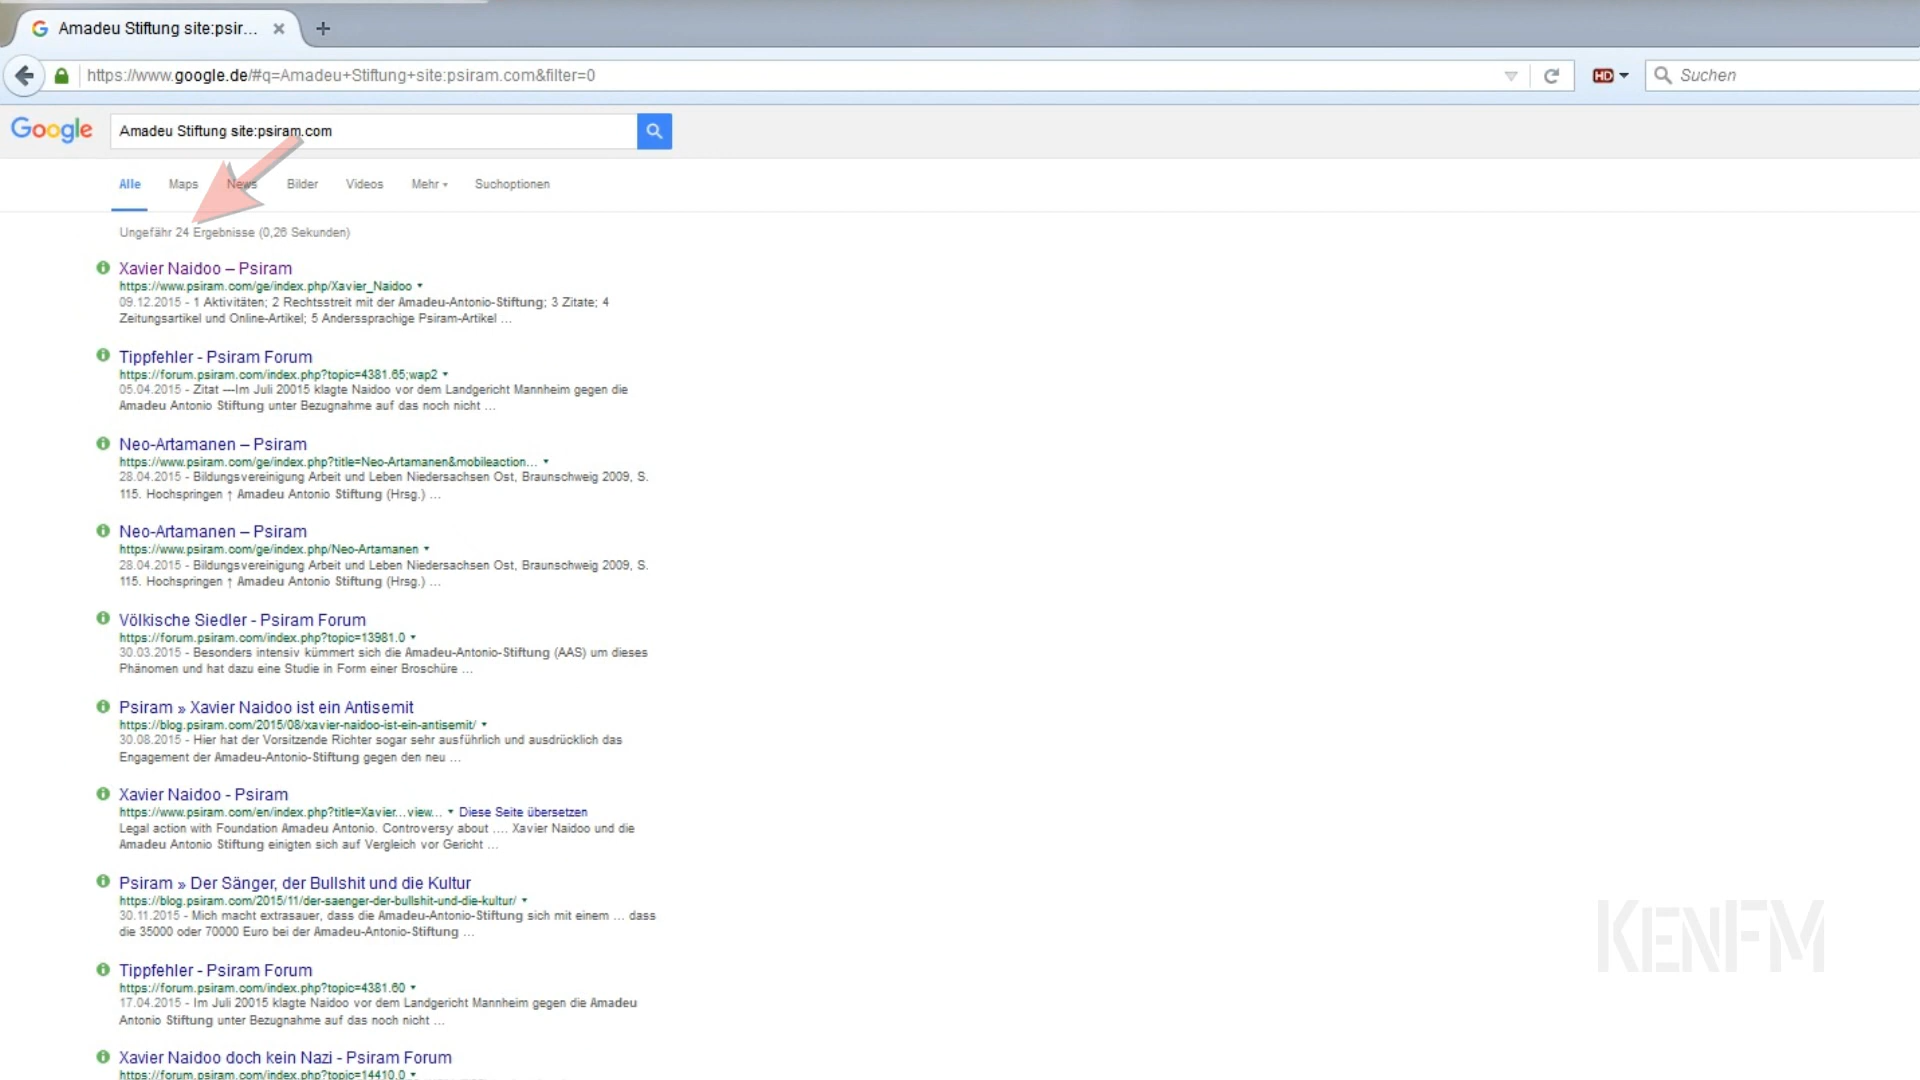 Amadeu Stiftung site:psir...
https://www.google.de/#q=Amadeu+Stiftung+site:psiram.com&filter=0
HD
Suchen
Google
Amadeu Stiftung site:psiram.com
Alle Maps News Bilder Videos Mehr Suchoptionen
Ungefähr 24 Ergebnisse (0,26 Sekunden)
Xavier Naidoo – Psiram
https://www.psiram.com/ge/index.php/Xavier_Naidoo
09.12.2015 - 1 Aktivitäten; 2 Rechtsstreit mit der Amadeu-Antonio-Stiftung; 3 Zitate; 4
Zeitungsartikel und Online-Artikel; 5 Anderssprachige Psiram-Artikel ...
Tippfehler - Psiram Forum
https://forum.psiram.com/index.php?topic=4381.65;wap2
05.04.2015 - Zitat ---Im Juli 20015 klagte Naidoo vor dem Landgericht Mannheim gegen die
Amadeu Antonio Stiftung unter Bezugnahme auf das noch nicht ...
Neo-Artamanen – Psiram
https://www.psiram.com/ge/index.php?title=Neo-Artamanen&mobileaction...
28.04.2015 - Bildungsvereinigung Arbeit und Leben Niedersachsen Ost, Braunschweig 2009, S.
115. Hochspringen ↑ Amadeu Antonio Stiftung (Hrsg.) ...
Neo-Artamanen – Psiram
https://www.psiram.com/ge/index.php/Neo-Artamanen
28.04.2015 - Bildungsvereinigung Arbeit und Leben Niedersachsen Ost, Braunschweig 2009, S.
115. Hochspringen ↑ Amadeu Antonio Stiftung (Hrsg.) ...
Völkische Siedler - Psiram Forum
https://forum.psiram.com/index.php?topic=13981.0
30.03.2015 - Besonders intensiv kümmert sich die Amadeu-Antonio-Stiftung (AAS) um dieses
Phänomen und hat dazu eine Studie in Form einer Broschüre ...
Psiram » Xavier Naidoo ist ein Antisemit
https://blog.psiram.com/2015/08/xavier-naidoo-ist-ein-antisemit/
30.08.2015 - Hier hat der Vorsitzende Richter sogar sehr ausführlich und ausdrücklich das
Engagement der Amadeu-Antonio-Stiftung gegen den neu ...
Xavier Naidoo - Psiram
https://www.psiram.com/en/index.php?title=Xavier...view... Diese Seite übersetzen
Legal action with Foundation Amadeu Antonio. Controversy about .... Xavier Naidoo und die
Amadeu Antonio Stiftung einigten sich auf Vergleich vor Gericht ...
Psiram » Der Sänger, der Bullshit und die Kultur
https://blog.psiram.com/2015/11/der-saenger-der-bullshit-und-die-kultur/
30.11.2015 - Mich macht extrasauer, dass die Amadeu-Antonio-Stiftung sich mit einem ... dass
die 35000 oder 70000 Euro bei der Amadeu-Antonio-Stiftung ...
Tippfehler - Psiram Forum
https://forum.psiram.com/index.php?topic=4381.60
17.04.2015 - Im Juli 20015 klagte Naidoo vor dem Landgericht Mannheim gegen die Amadeu
Antonio Stiftung unter Bezugnahme auf das noch nicht ...
Xavier Naidoo doch kein Nazi - Psiram Forum
https://forum.psiram.com/index.php?topic=14410.0
KENFM